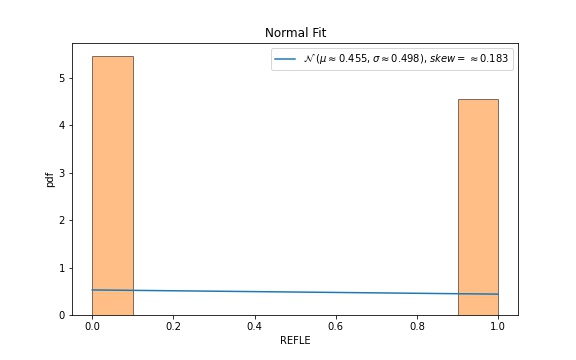 Normal Fit
𝒩(μ ≈ 0.455, σ ≈ 0.498), skew = ≈ 0.183
pdf
5
4
3
2
1
0
0.0 0.2 0.4 0.6 0.8 1.0
REFLE